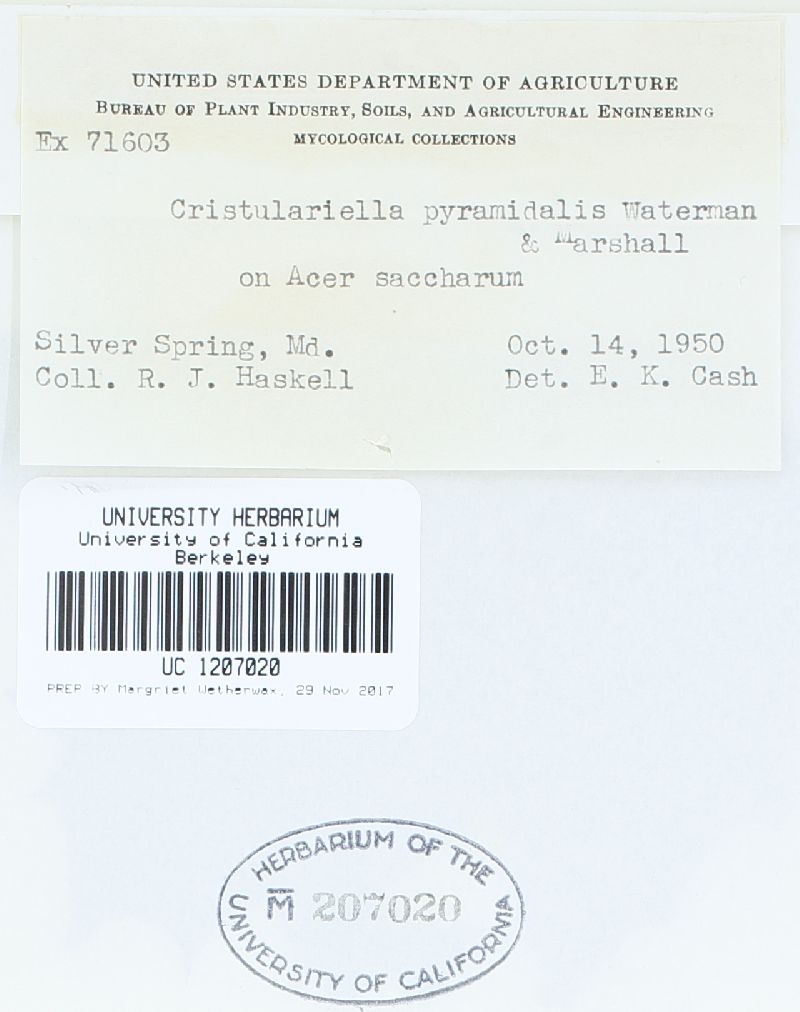 UNITED STATES DEPARTMENT OF AGRICULTURE
BUREAU OF PLANT INDUSTRY, SOILS, AND AGRICULTURAL ENGINEERING
MYCOLOGICAL COLLECTIONS
Ex 71603
Cristulariella pyramidalis Waterman
& Marshall
on Acer saccharum
Silver Spring, Md. Oct. 14, 1950
Coll. R. J. Haskell Det. E. K. Cash
UNIVERSITY HERBARIUM
University of California
Berkeley
UC 1207020
PREP BY Margriet Wetherwax, 29 Nov 2017
HERBARIUM OF THE
M̅ 207020
UNIVERSITY OF CALIFORNIA